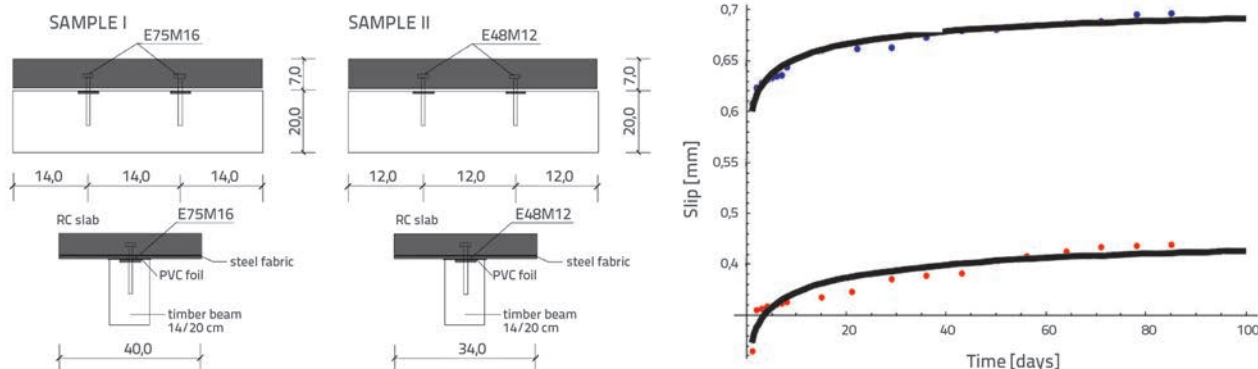 SAMPLE I
E75M16
7,0
20,0
14,0 14,0 14,0
RC slab
E75M16
steel fabric
PVC foil
timber beam
14/20 cm
40,0
SAMPLE II
E48M12
7,0
20,0
12,0 12,0 12,0
RC slab
E48M12
steel fabric
PVC foil
timber beam
14/20 cm
34,0
0,7
0,65
0,6
0,55
0,5
0,45
0,4
Slip [mm]
20 40 60 80 100
Time [days]